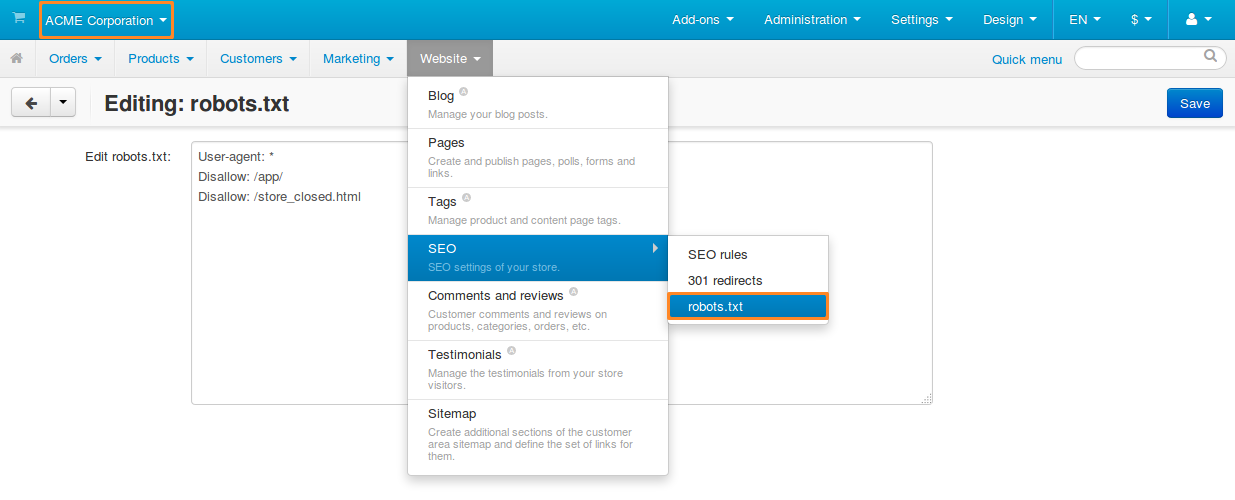 ACME Corporation
Add-ons
Administration
Settings
Design
EN
$
Orders
Products
Customers
Marketing
Website
Quick menu
Editing: robots.txt
Save
Edit robots.txt:
User-agent: *
Disallow: /app/
Disallow: /store_closed.html
Blog A
Manage your blog posts.
Pages
Create and publish pages, polls, forms and
links.
Tags A
Manage product and content page tags.
SEO
SEO settings of your store.
SEO rules
301 redirects
robots.txt
Comments and reviews A
Customer comments and reviews on
products, categories, orders, etc.
Testimonials A
Manage the testimonials from your store
visitors.
Sitemap
Create additional sections of the customer
area sitemap and define the set of links for
them.